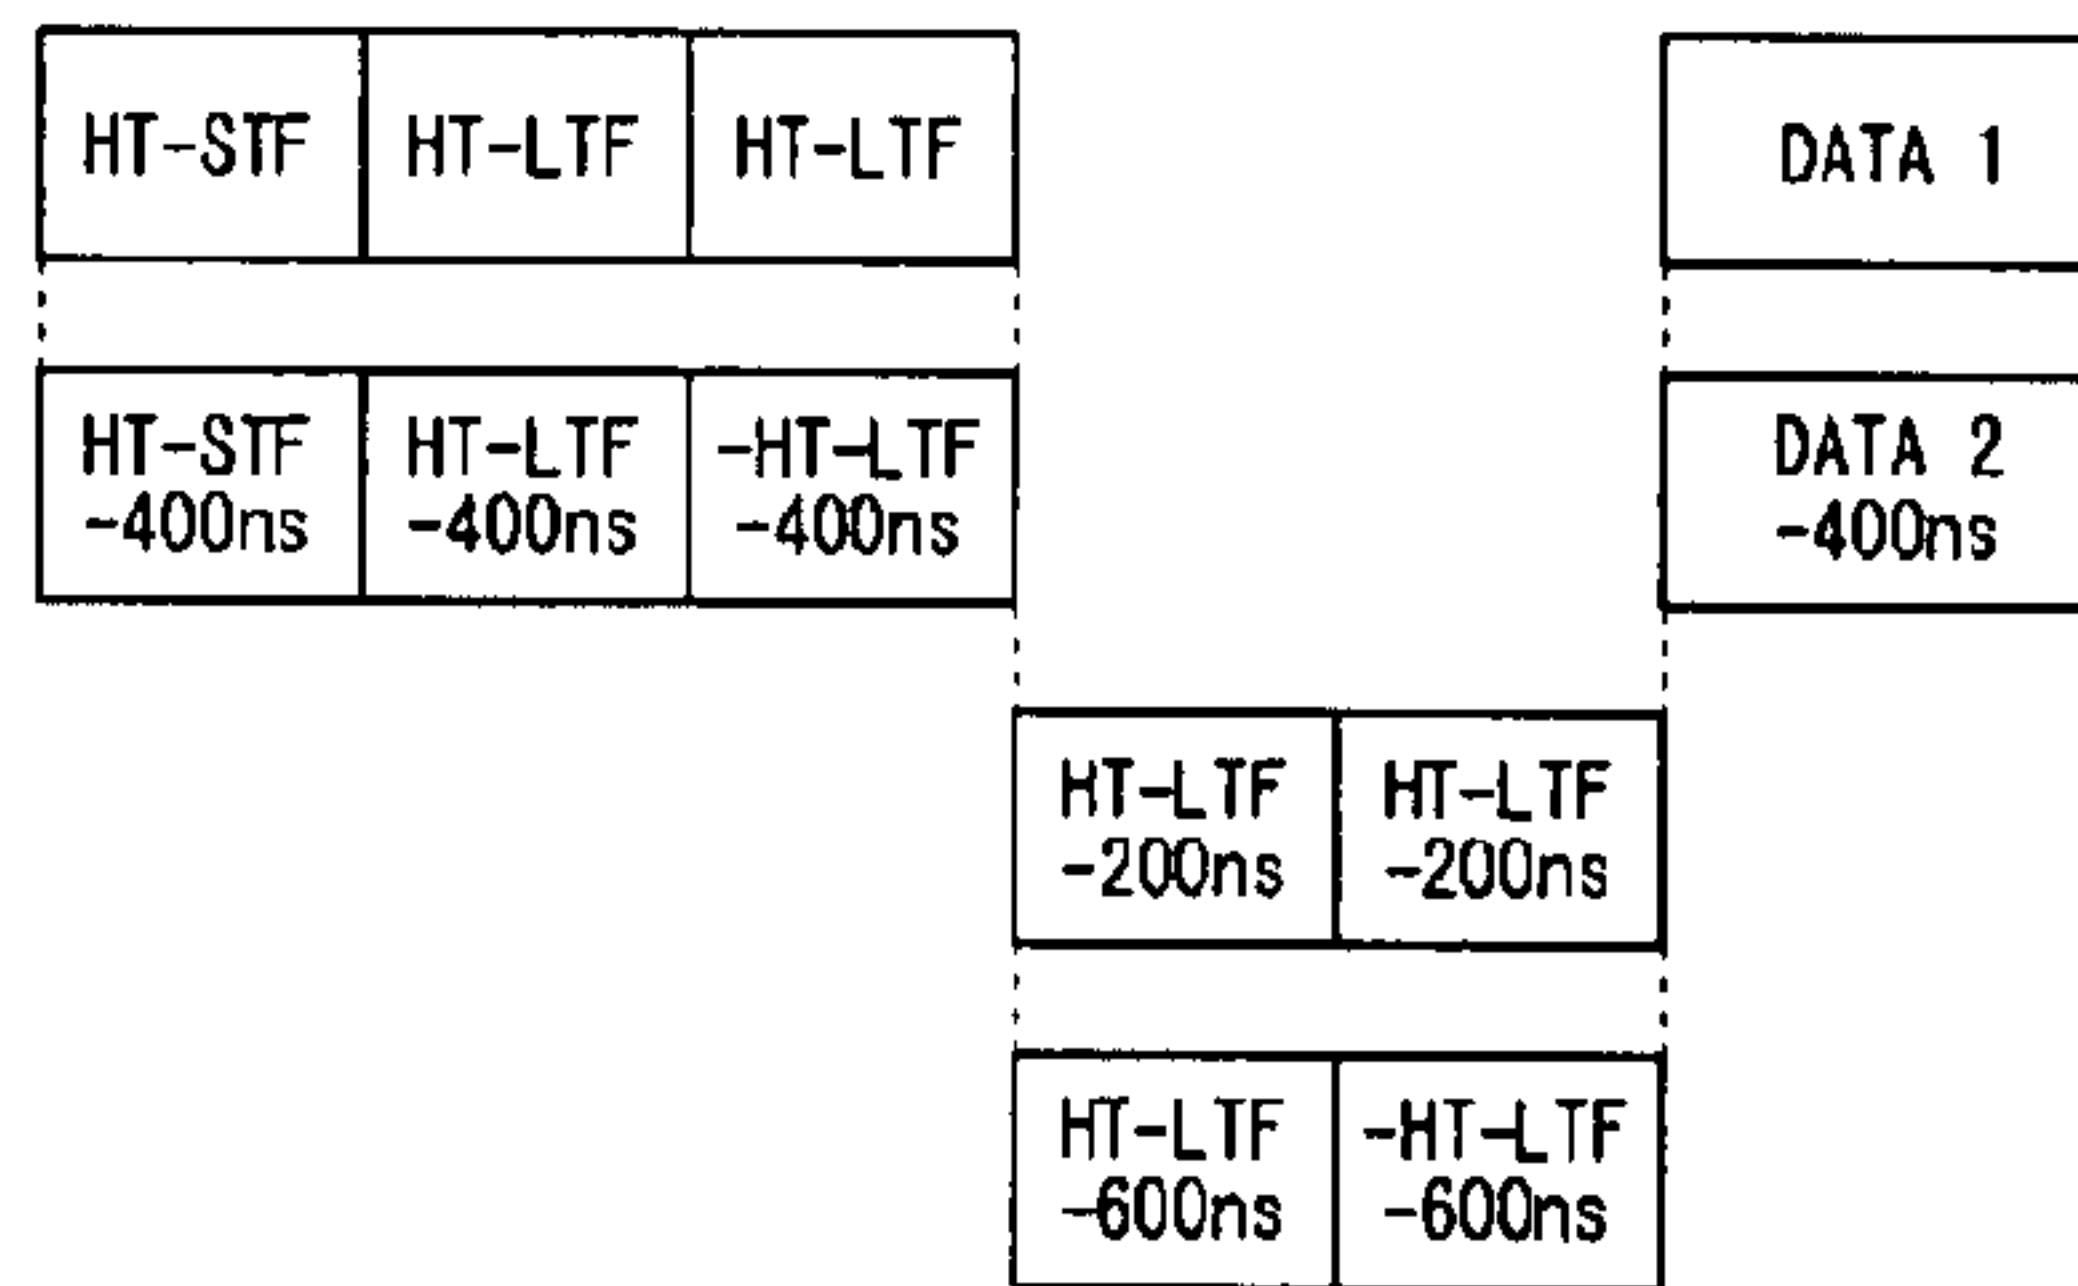 HT-STF HT-LTF HT-LTF DATA 1
HT-STF HT-LTF -HT-LTF DATA 2
-400ns -400ns -400ns -400ns
HT-LTF HT-LTF
-200ns -200ns
HT-LTF -HT-LTF
-600ns -600ns